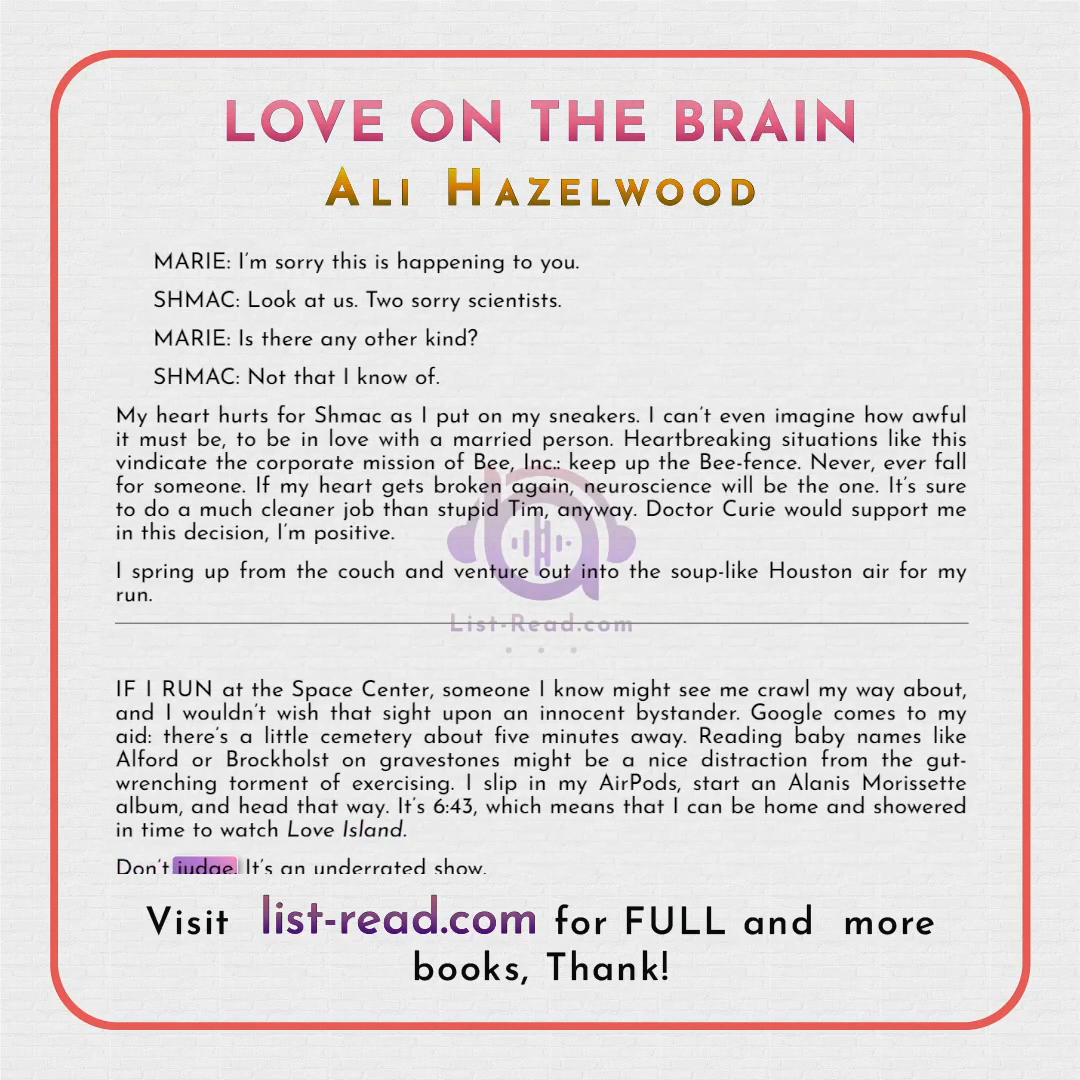 LOVE ON THE BRAIN
ALI HAZELWOOD
MARIE: I'm sorry this is happening to you.
SHMAC: Look at us. Two sorry scientists.
MARIE: Is there any other kind?
SHMAC: Not that I know of.
My heart hurts for Shmac as I put on my sneakers. I can't even imagine how awful
it must be, to be in love with a married person. Heartbreaking situations like this
vindicate the corporate mission of Bee, Inc.: keep up the Bee-fence. Never, ever fall
for someone. If my heart gets broken again, neuroscience will be the one. It's sure
to do a much cleaner job than stupid Tim, anyway. Doctor Curie would support me
in this decision, I'm positive.
I spring up from the couch and venture out into the soup-like Houston air for my
run.
List-Read.com
IF I RUN at the Space Center, someone I know might see me crawl my way about,
and I wouldn't wish that sight upon an innocent bystander. Google comes to my
aid: there's a little cemetery about five minutes away. Reading baby names like
Alford or Brockholst on gravestones might be a nice distraction from the gut-
wrenching torment of exercising. I slip in my AirPods, start an Alanis Morissette
album, and head that way. It's 6:43, which means that I can be home and showered
in time to watch Love Island.
Don't judge. It's an underrated show.
Visit list-read.com for FULL and more
books, Thank!